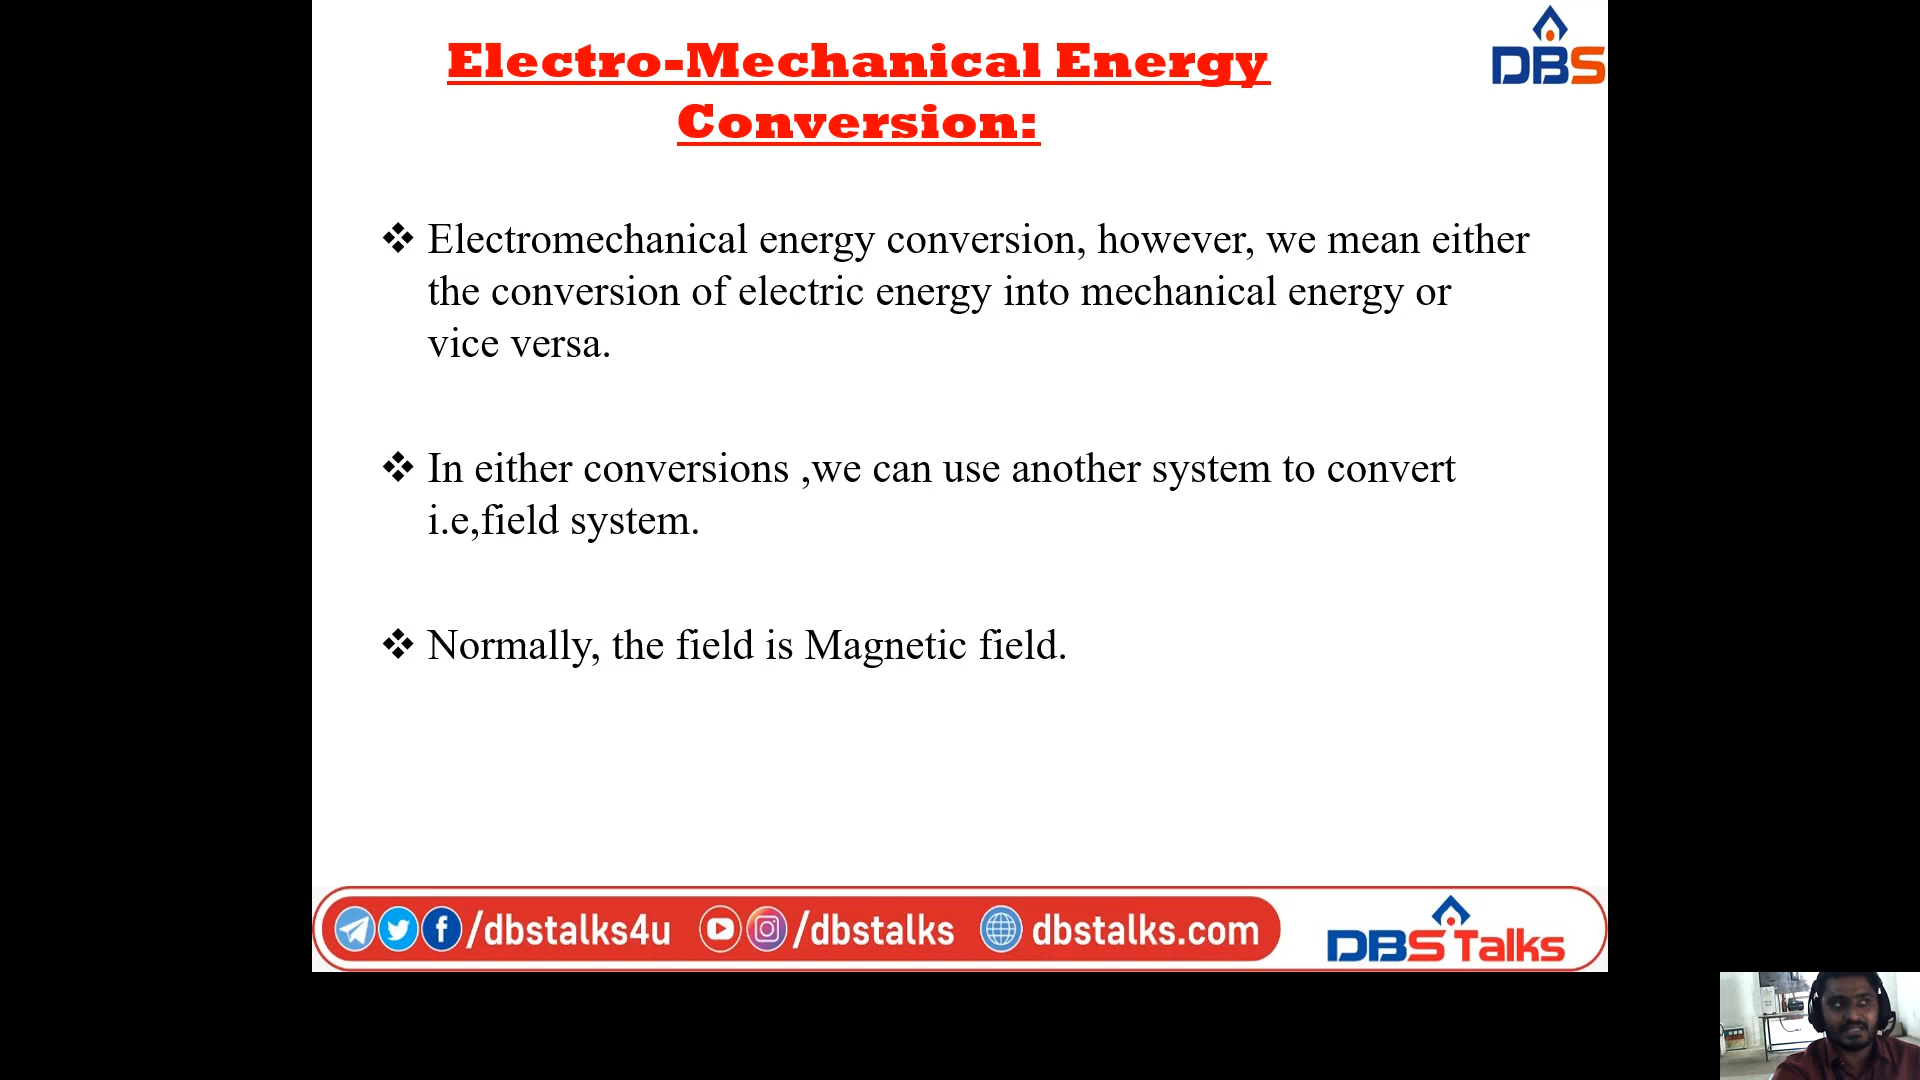 Electro-Mechanical Energy
Conversion:
DBS
❖ Electromechanical energy conversion, however, we mean either
the conversion of electric energy into mechanical energy or
vice versa.
❖ In either conversions ,we can use another system to convert
i.e,field system.
❖ Normally, the field is Magnetic field.
/dbstalks4u /dbstalks dbstalks.com
DBS Talks